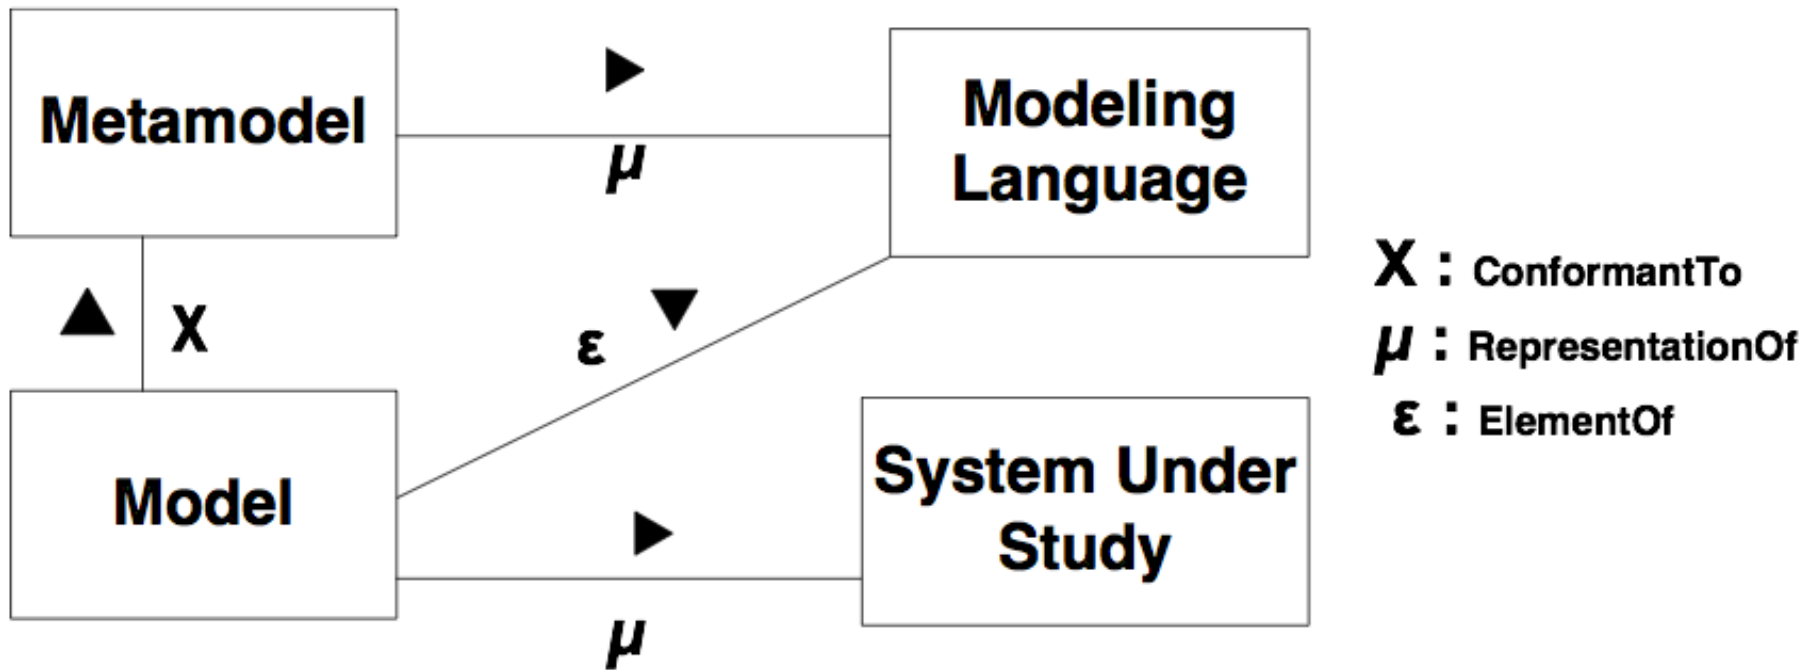 Metamodel
μ
Modeling
Language
X
ε
Model
μ
System Under
Study
X : ConformantTo
μ : RepresentationOf
ε : ElementOf